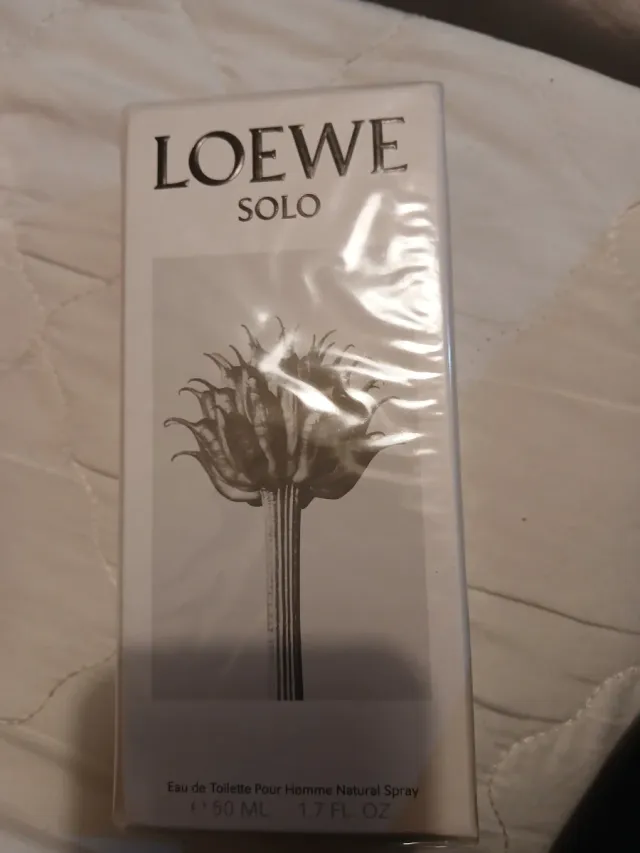 LOEWE
SOLO
Eau de Toilette Pour Homme Natural Spray
50 ML 1.7 FL. OZ